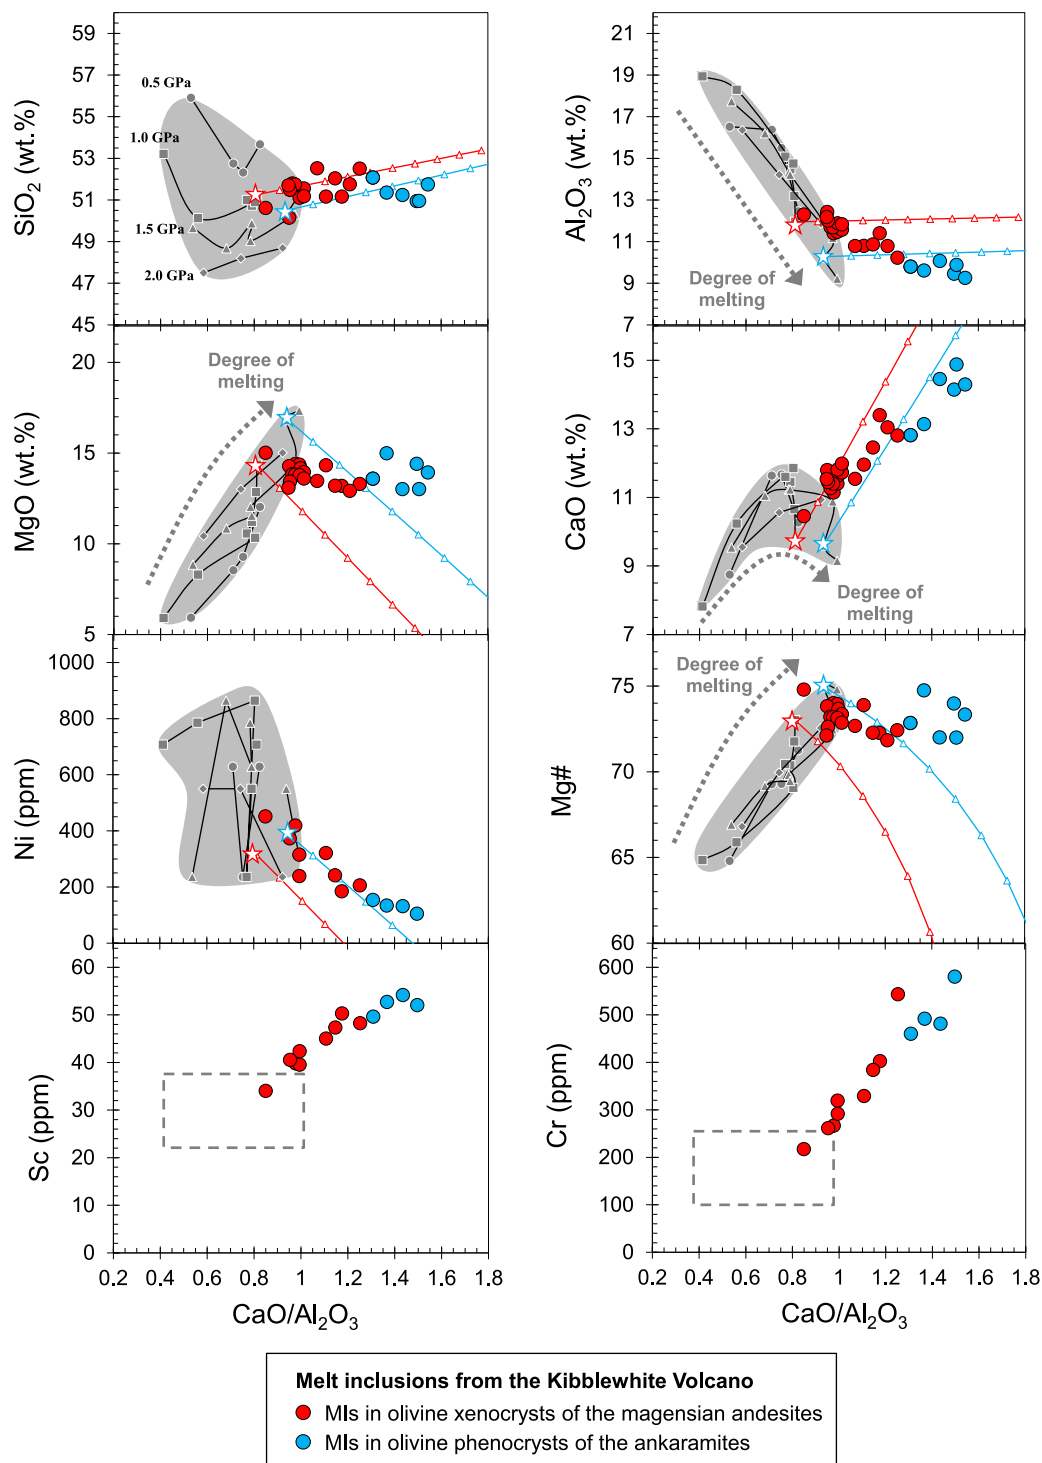 SiO2 (wt.%)
60
57
55
53
51
49
47
45
0.5 GPa
1.0 GPa
1.5 GPa
2.0 GPa
Al2O3 (wt.%)
21
19
17
15
13
11
9
7
Degree of
melting
MgO (wt.%)
20
15
10
5
Degree of
melting
CaO (wt.%)
15
13
11
9
7
Degree of
melting
Ni (ppm)
1000
800
600
400
200
0
Mg#
75
70
65
60
Degree of
melting
Sc (ppm)
60
50
40
30
20
10
0
0.2 0.4 0.6 0.8 1 1.2 1.4 1.6 1.8
CaO/Al2O3
Cr (ppm)
600
500
400
300
200
100
0
0.2 0.4 0.6 0.8 1 1.2 1.4 1.6 1.8
CaO/Al2O3
Melt inclusions from the Kibblewhite Volcano
MIs in olivine xenocrysts of the magensian andesites
MIs in olivine phenocrysts of the ankaramites